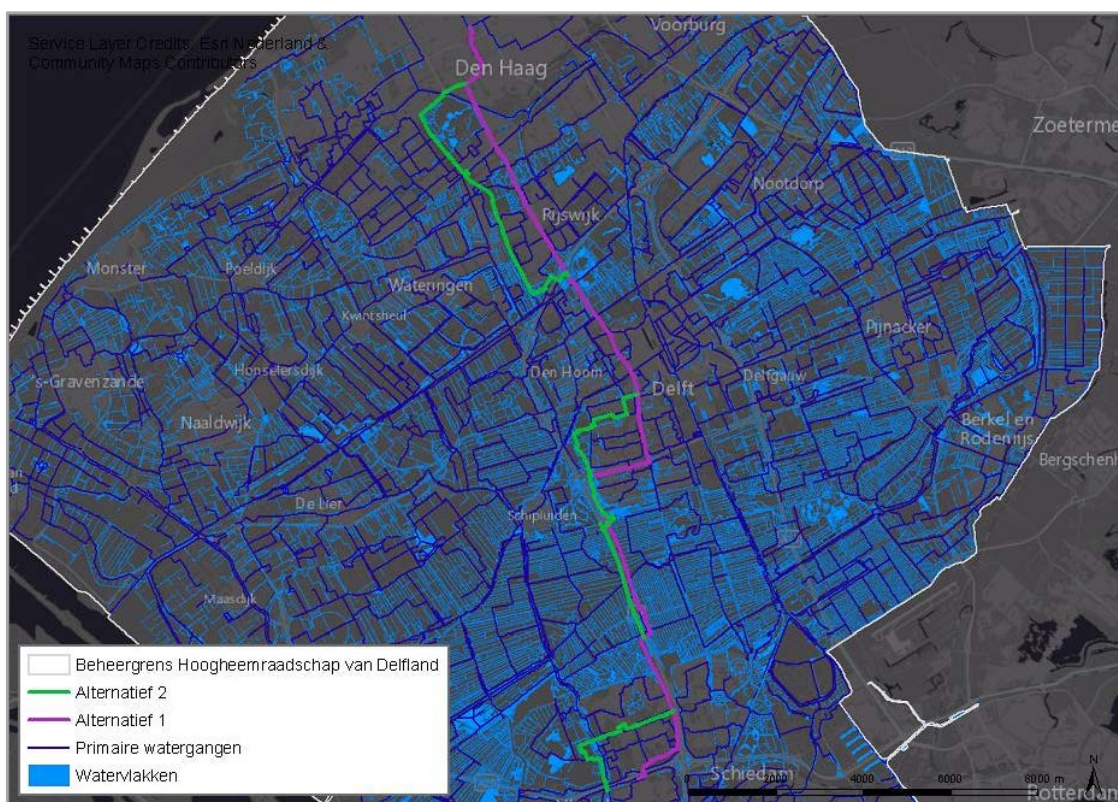 Service Layer Credits: Esri Nederland &
Community Maps Contributors
Voorburg
Den Haag
Zoeterme
Nootdorp
Rijswijk
Monster
Poeldijk
Wateringen
Kwintsheul
Pijnacker
's-Gravenzande
Honselersdijk
Den Hoorn
Delft
Delfgauw
Naaldwijk
Berkel en
Rodenrijs
Bergschenh
De Lier
Schipluiden
Maasdijk
Beheergrens Hoogheemraadschap van Delfland
Alternatief 2
Alternatief 1
Primaire watergangen
Watervlakken
Schiedam
0 2000 4000 6000 8000 m
N
Rotterdam